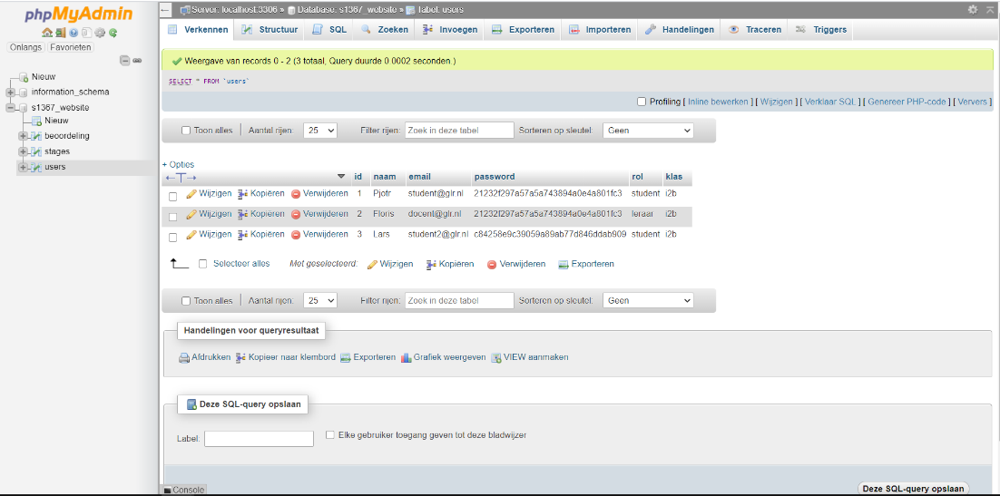 phpMyAdmin
Onlangs Favorieten
Nieuw
information_schema
s1367_website
Nieuw
beoordeling
stages
users
Server: localhost:3306 » Database: s1367_website » Tabel: users
Verkennen Structuur SQL Zoeken Invoegen Exporteren Importeren Handelingen Traceren Triggers
Weergave van records 0 - 2 (3 totaal, Query duurde 0.0002 seconden.)
SELECT * FROM `users`
Profiling [ Inline bewerken ] [ Wijzigen ] [ Verklaar SQL ] [ Genereer PHP-code ] [ Ververs ]
Toon alles Aantal rijen: 25 Filter rijen: Zoek in deze tabel Sorteren op sleutel: Geen
+ Opties
←T→ id naam email password rol klas
Wijzigen Kopiëren Verwijderen 1 Pjotr student@glr.nl 21232f297a57a5a743894a0e4a801fc3 student i2b
Wijzigen Kopiëren Verwijderen 2 Floris docent@glr.nl 21232f297a57a5a743894a0e4a801fc3 leraar i2b
Wijzigen Kopiëren Verwijderen 3 Lars student2@glr.nl c84258e9c39059a89ab77d846ddab909 student i2b
Selecteer alles Met geselecteerd: Wijzigen Kopiëren Verwijderen Exporteren
Toon alles Aantal rijen: 25 Filter rijen: Zoek in deze tabel Sorteren op sleutel: Geen
Handelingen voor queryresultaat
Afdrukken Kopieer naar klembord Exporteren Grafiek weergeven VIEW aanmaken
Deze SQL-query opslaan
Label: Elke gebruiker toegang geven tot deze bladwijzer
Console Deze SQL-query opslaan